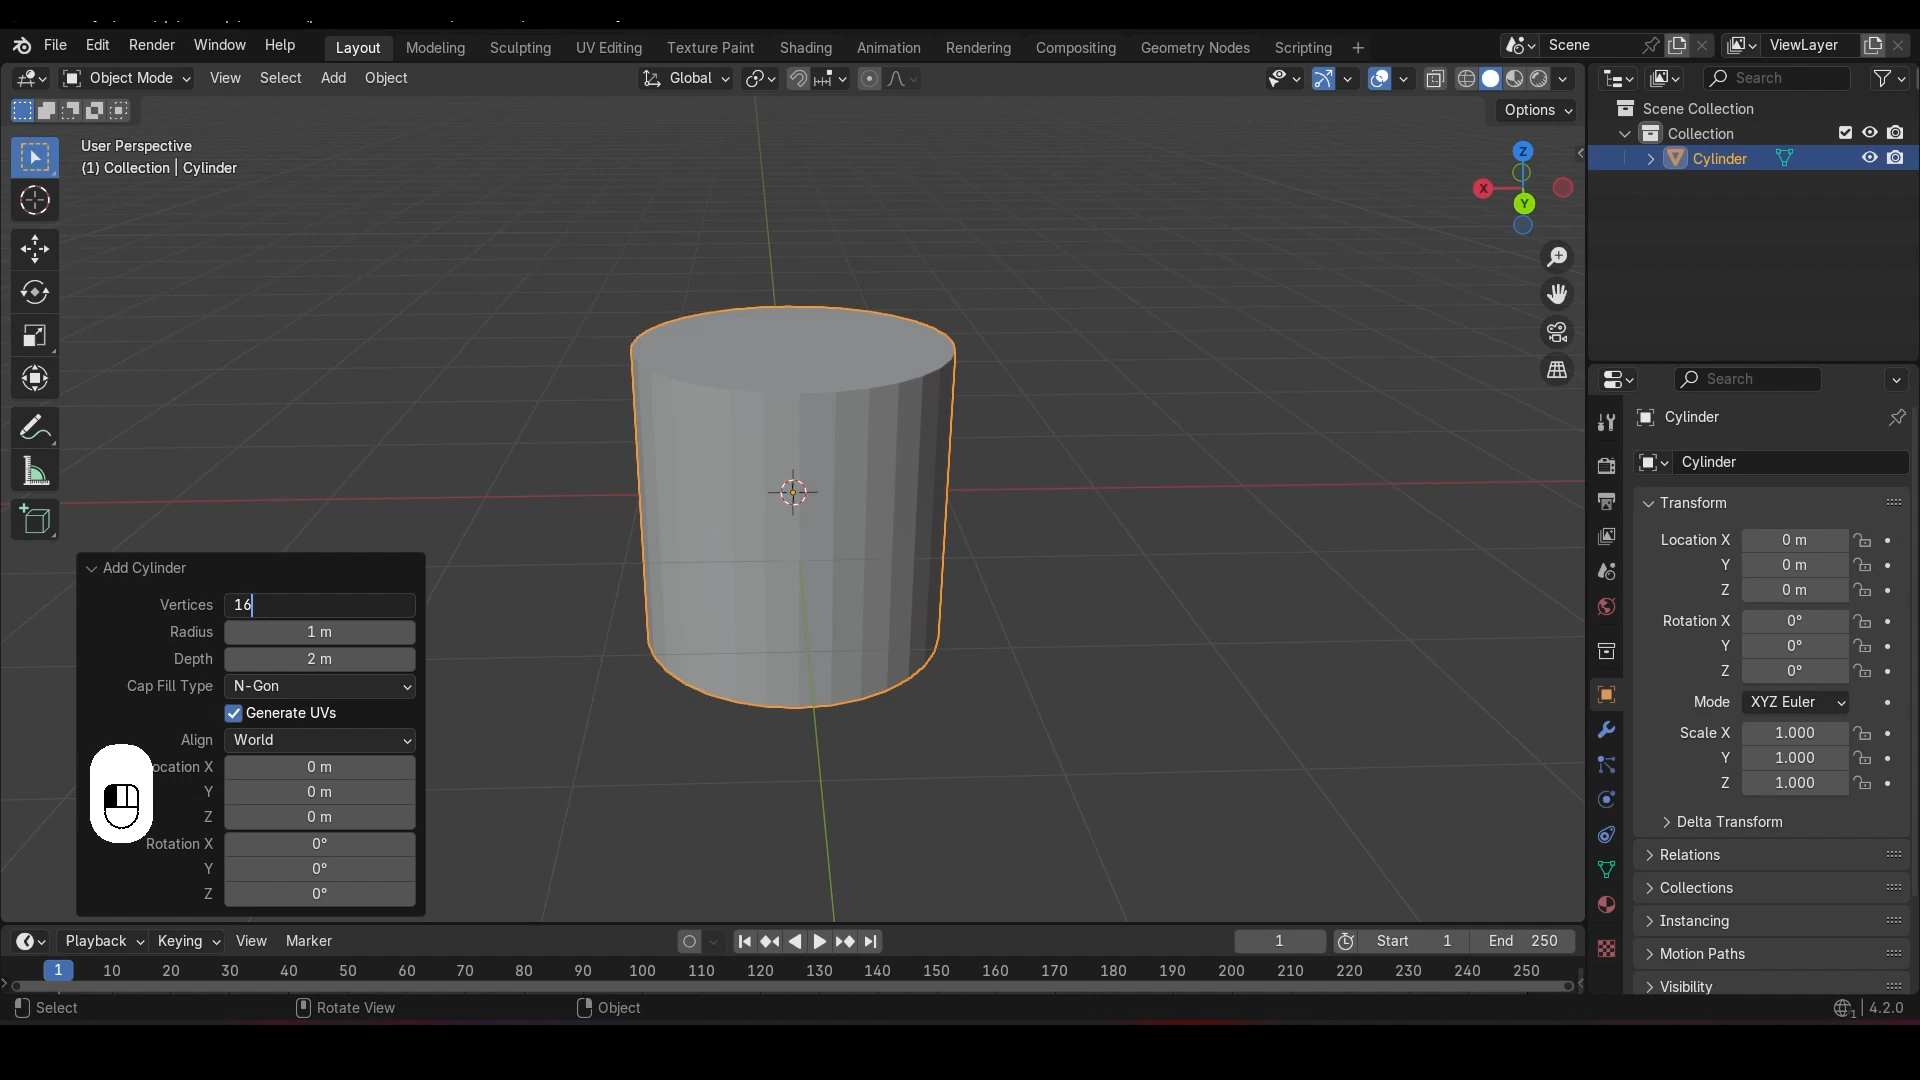 File Edit Render Window Help Layout Modeling Sculpting UV Editing Texture Paint Shading Animation Rendering Compositing Geometry Nodes Scripting + Scene ViewLayer
Object Mode View Select Add Object Global Search
Options
User Perspective
(1) Collection | Cylinder
Z
X
Y
Scene Collection
Collection
Cylinder
Search
Cylinder
Cylinder
Transform
Location X 0 m
Y 0 m
Z 0 m
Rotation X 0°
Y 0°
Z 0°
Mode XYZ Euler
Scale X 1.000
Y 1.000
Z 1.000
Delta Transform
Relations
Collections
Instancing
Motion Paths
Visibility
Add Cylinder
Vertices 16
Radius 1 m
Depth 2 m
Cap Fill Type N-Gon
Generate UVs
Align World
ocation X 0 m
Y 0 m
Z 0 m
Rotation X 0°
Y 0°
Z 0°
Playback Keying View Marker 1 Start 1 End 250
1 10 20 30 40 50 60 70 80 90 100 110 120 130 140 150 160 170 180 190 200 210 220 230 240 250
Select Rotate View Object 1 4.2.0